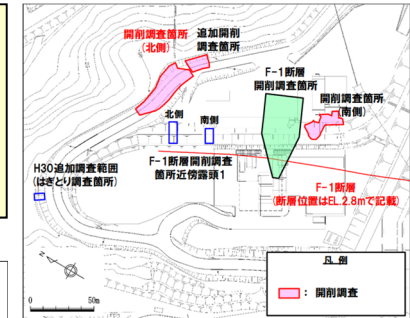 開削調査箇所
(北側)
追加開削
調査箇所
F-1断層
開削調査箇所
開削調査箇所
(南側)
北側
南側
H30追加調査範囲
(はぎとり調査箇所)
F-1断層開削調査
箇所近傍露頭1
F-1断層
(断層位置はEL.2.8mで記載)
0
50m
凡 例
: 開削調査